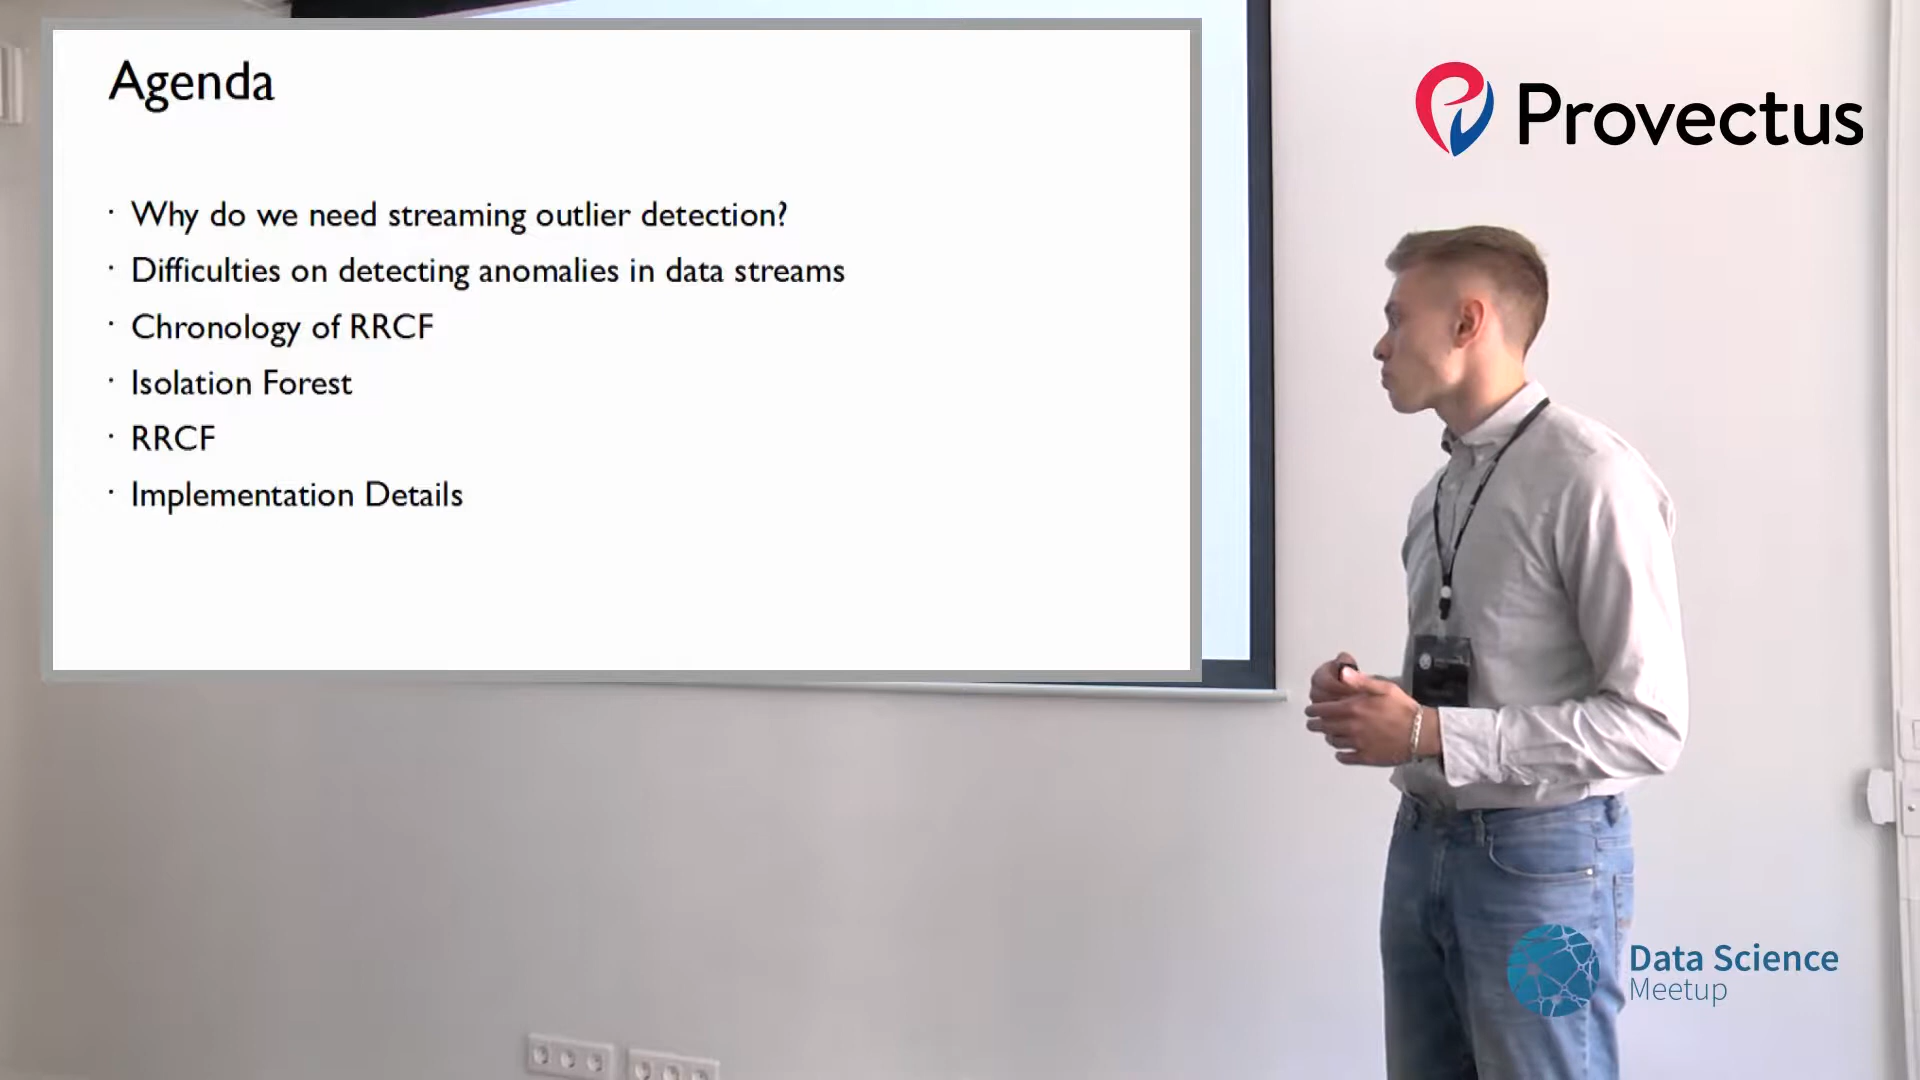 Agenda
· Why do we need streaming outlier detection?
· Difficulties on detecting anomalies in data streams
· Chronology of RRCF
· Isolation Forest
· RRCF
· Implementation Details
Provectus
Data Science
Meetup